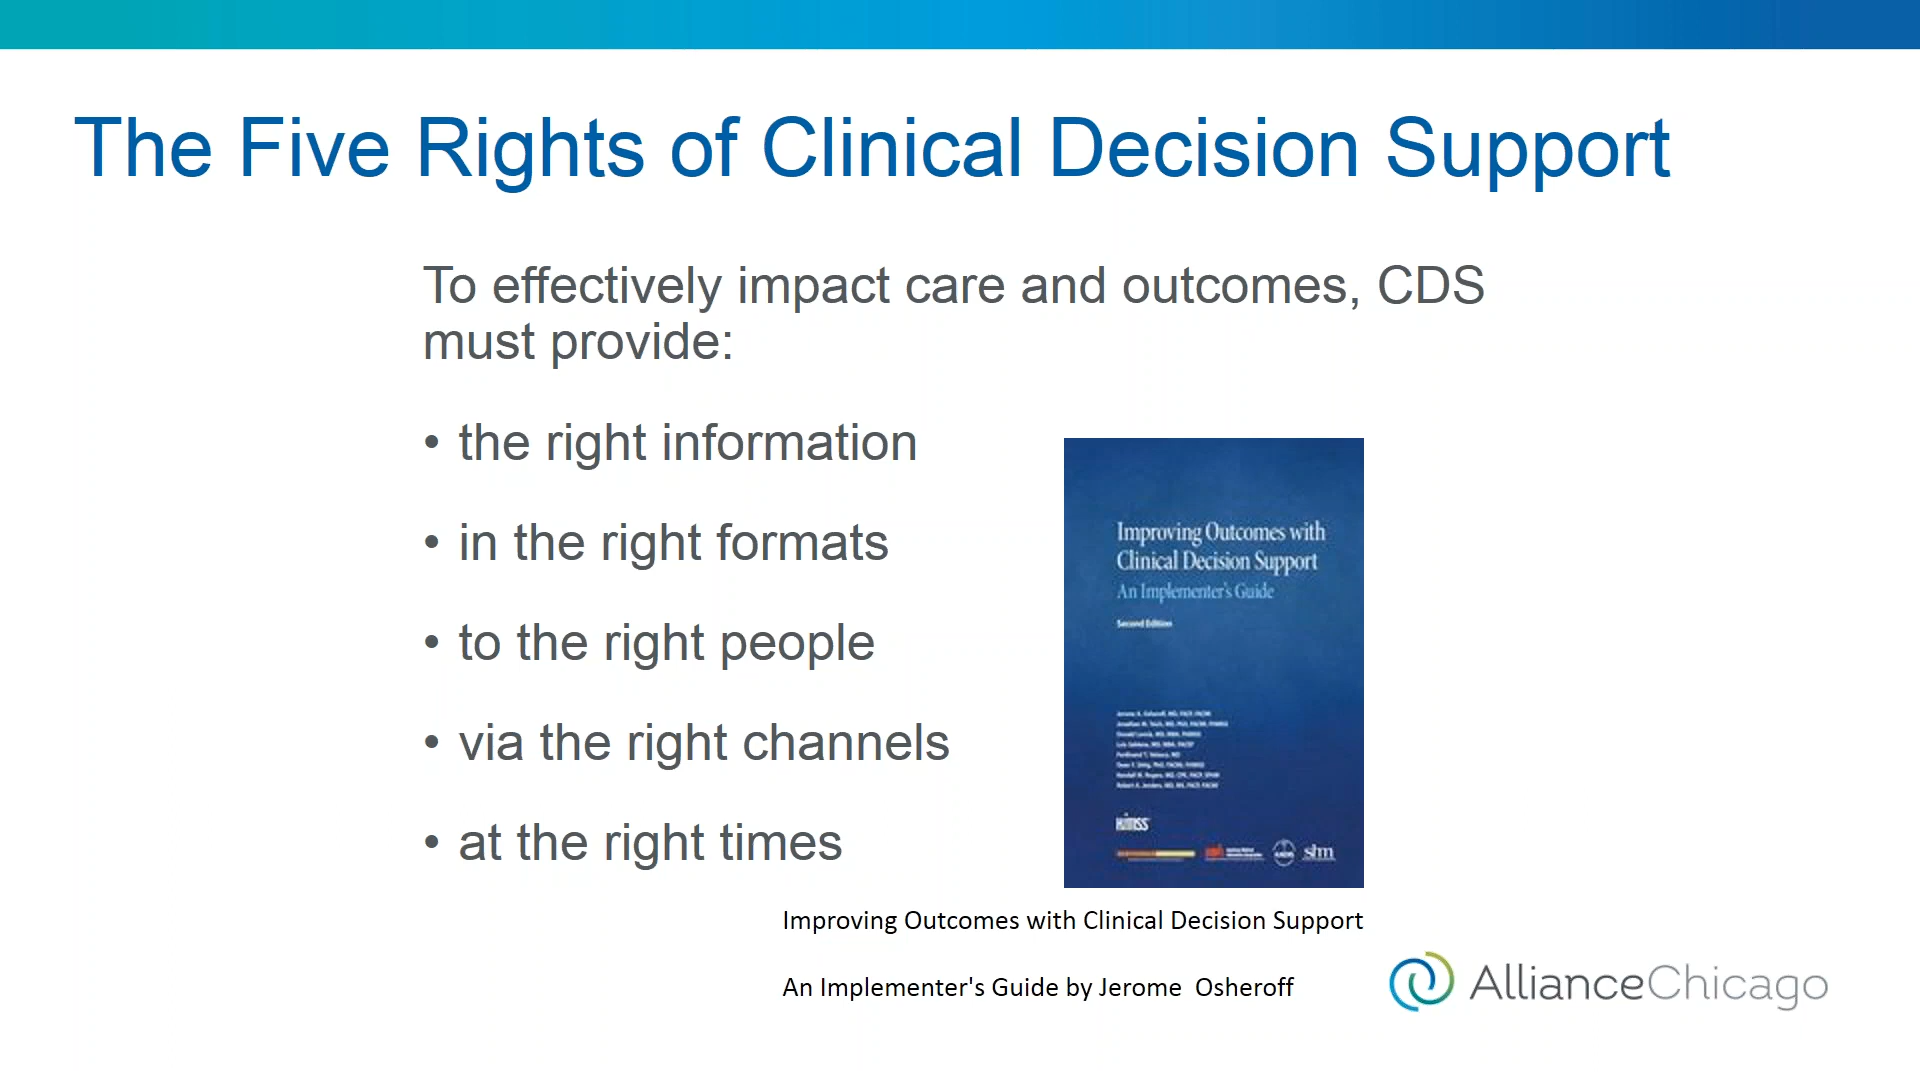 The Five Rights of Clinical Decision Support
To effectively impact care and outcomes, CDS
must provide:
• the right information
• in the right formats
• to the right people
• via the right channels
• at the right times
Improving Outcomes with
Clinical Decision Support
An Implementer's Guide
Second Edition
himss
shm
Improving Outcomes with Clinical Decision Support
An Implementer's Guide by Jerome  Osheroff
AllianceChicago